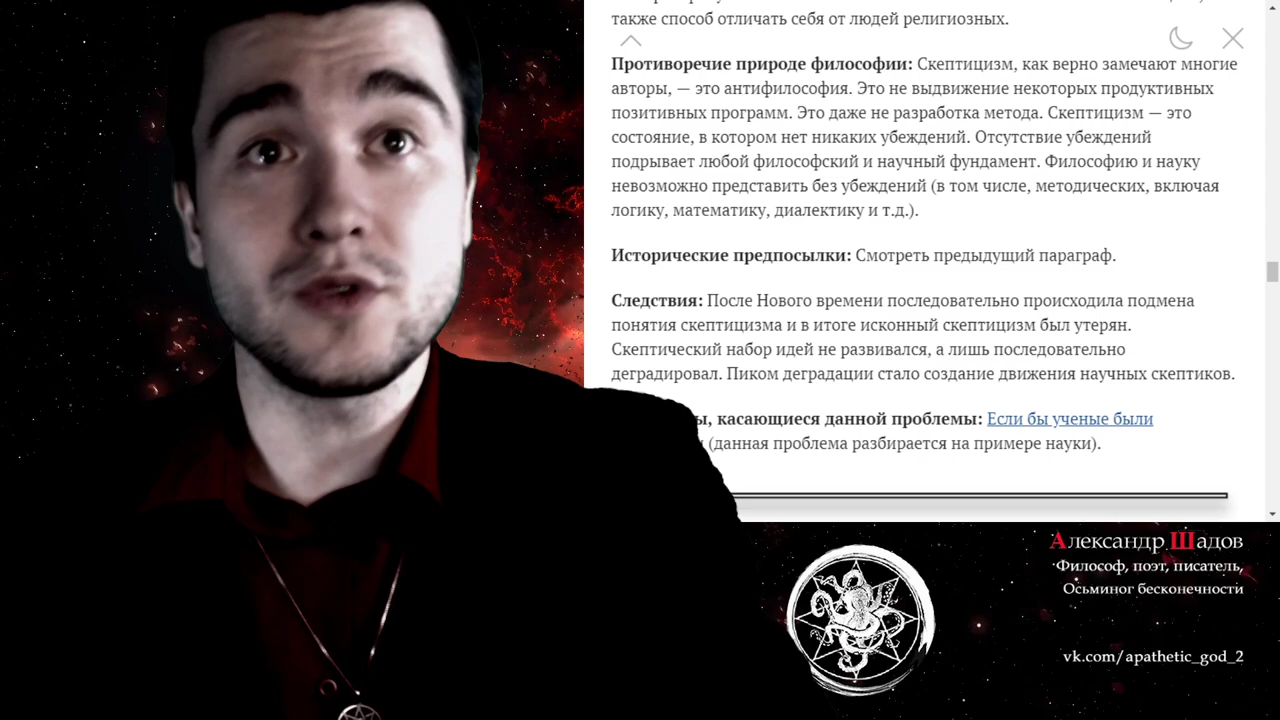 также способ отличать себя от людей религиозных.
Противоречие природе философии: Скептицизм, как верно замечают многие
авторы, — это антифилософия. Это не выдвижение некоторых продуктивных
позитивных программ. Это даже не разработка метода. Скептицизм — это
состояние, в котором нет никаких убеждений. Отсутствие убеждений
подрывает любой философский и научный фундамент. Философию и науку
невозможно представить без убеждений (в том числе, методических, включая
логику, математику, диалектику и т.д.).
Исторические предпосылки: Смотреть предыдущий параграф.
Следствия: После Нового времени последовательно происходила подмена
понятия скептицизма и в итоге исконный скептицизм был утерян.
Скептический набор идей не развивался, а лишь последовательно
деградировал. Пиком деградации стало создание движения научных скептиков.
касающиеся данной проблемы: Если бы ученые были
(данная проблема разбирается на примере науки).
Александр Шадов
Философ, поэт, писатель,
Осьминог бесконечности
vk.com/apathetic_god_2